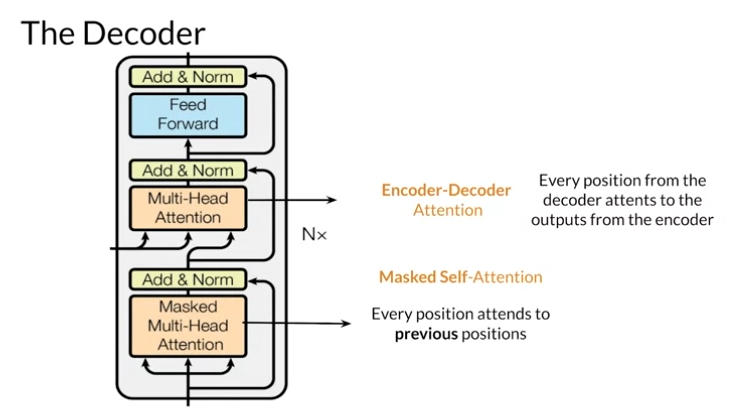 The Decoder
Add & Norm
Feed
Forward
Add & Norm
Multi-Head
Attention
Nx
Add & Norm
Masked
Multi-Head
Attention
Encoder-Decoder
Attention
Every position from the
decoder attents to the
outputs from the encoder
Masked Self-Attention
Every position attends to
previous positions